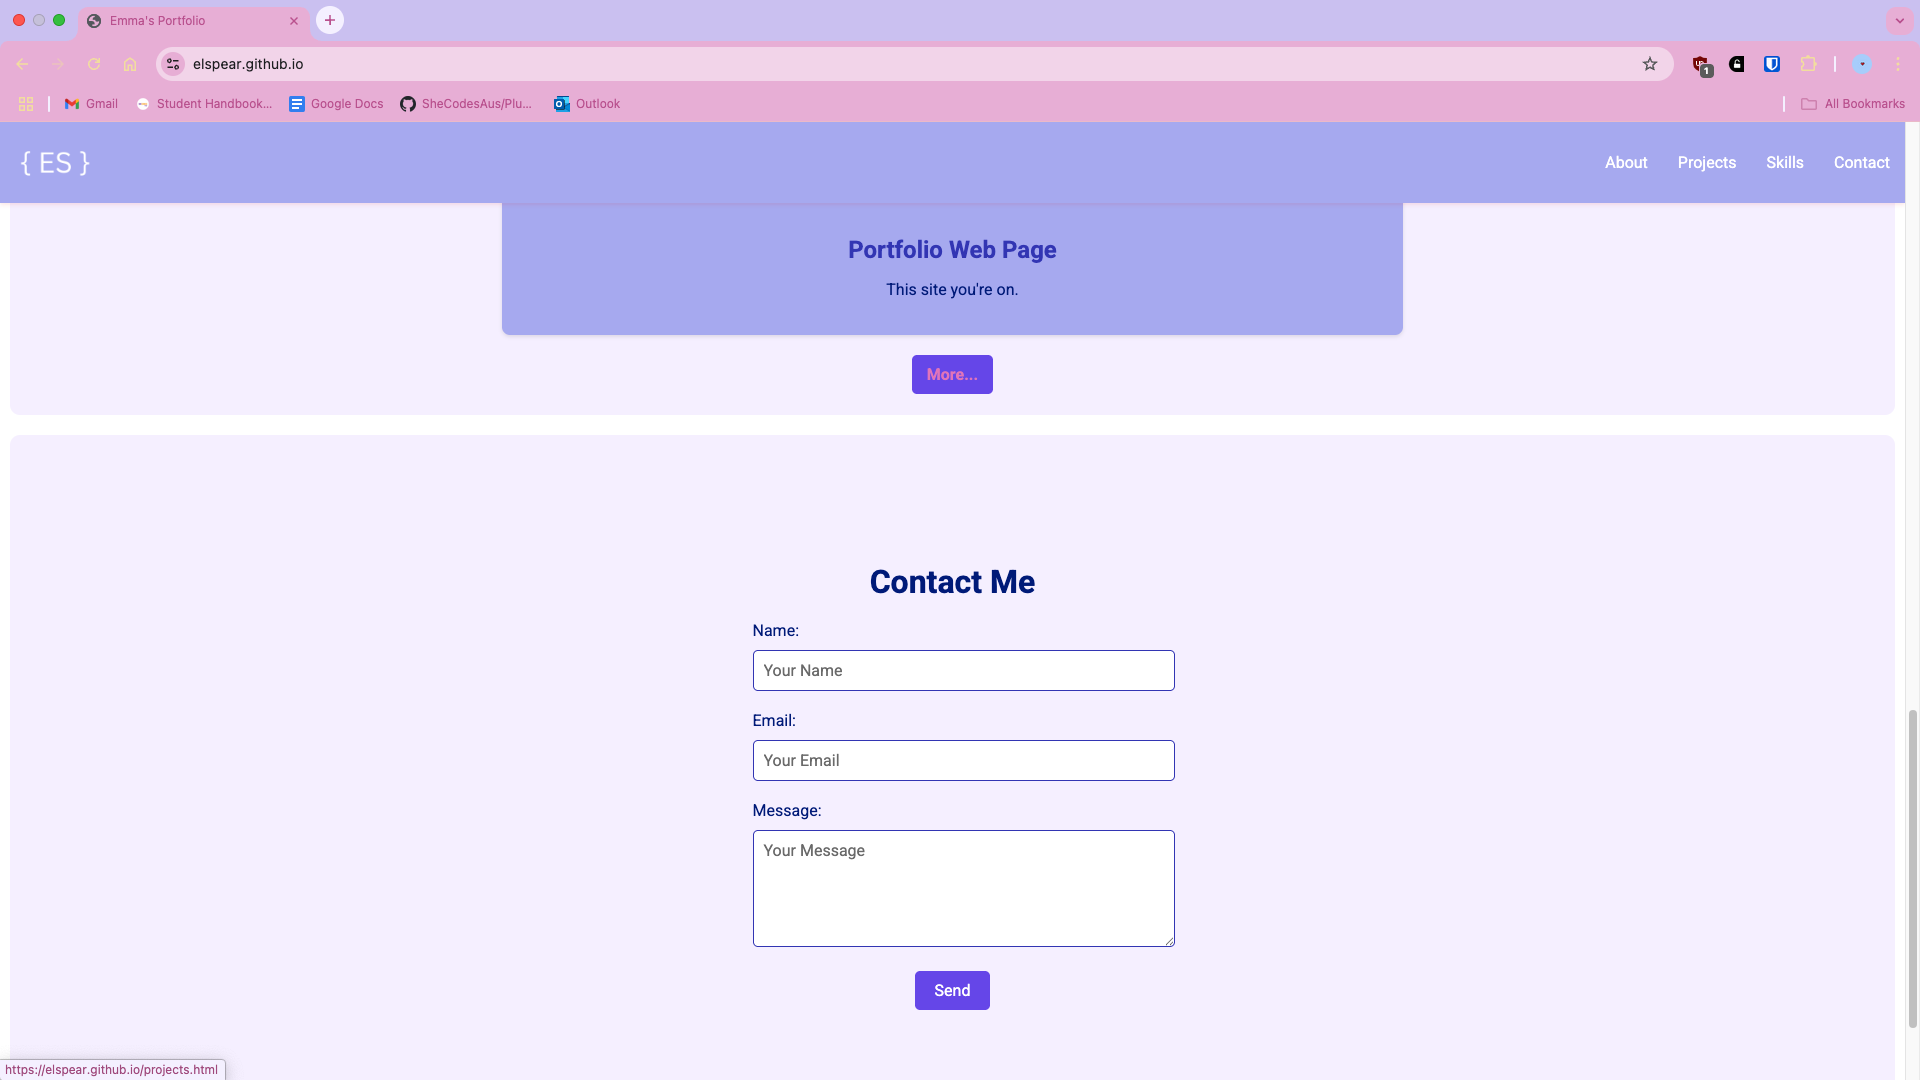 Emma's Portfolio
elspear.github.io
1
Gmail
Student Handbook...
Google Docs
SheCodesAus/Plu...
Outlook
All Bookmarks
{ ES }
About
Projects
Skills
Contact
Portfolio Web Page
This site you're on.
More...
Contact Me
Name:
Your Name
Email:
Your Email
Message:
Your Message
Send
https://elspear.github.io/projects.html